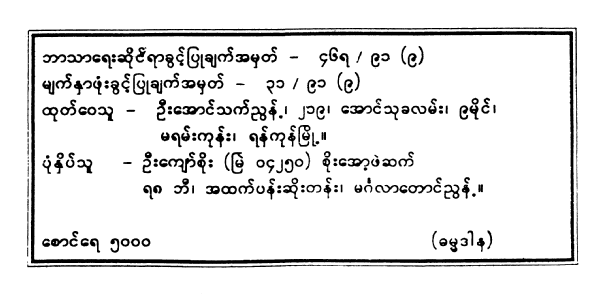 ဘာသာရေးဆိုင်ရာခွင့်ပြုချက်အမှတ် – ၄၆၇ / ၉၁ (၉)
မျက်နှာဖုံးခွင့်ပြုချက်အမှတ် – ၃၁ / ၉၁ (၉)
ထုတ်ဝေသူ – ဦးအောင်သက်ညွန့်၊ ၂၁၉၊ အောင်သုခလမ်း၊ ၉မိုင်၊
မရမ်းကုန်း၊ ရန်ကုန်မြို့။
ပုံနှိပ်သူ – ဦးကျော်စိုး (မြဲ ၀၄၂၅၀) စိုးအော့ဖဲဆက်
၇၈ ဘီ၊ အထက်ပန်းဆိုးတန်း၊ မင်္ဂလာတောင်ညွန့်။
စောင်ရေ ၅၀၀၀ (ဓမ္မဒါန)